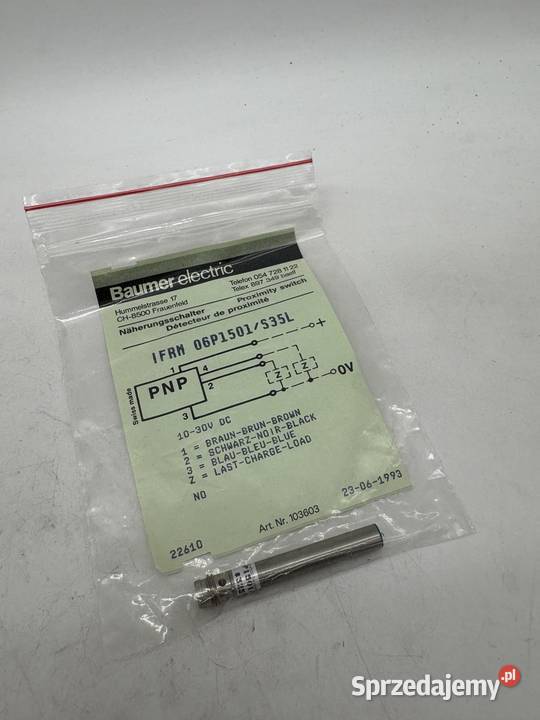 Baumer electric
Hummelstrasse 17
CH-8500 Frauenfeld
Telefon 054 728 11 22
Telex 897 349 baelf
Näherungsschalter
Proximity switch
Détecteur de proximité
IFRM 06P1501/S35L
Swiss made
PNP
1
4
2
3
+
Z
Z
0V
10-30V DC
1 = BRAUN-BRUN-BROWN
2 = SCHWARZ-NOIR-BLACK
3 = BLAU-BLEU-BLUE
Z = LAST-CHARGE-LOAD
NO
23-06-1993
22610
Art. Nr. 103603
Sprzedajemy.pl